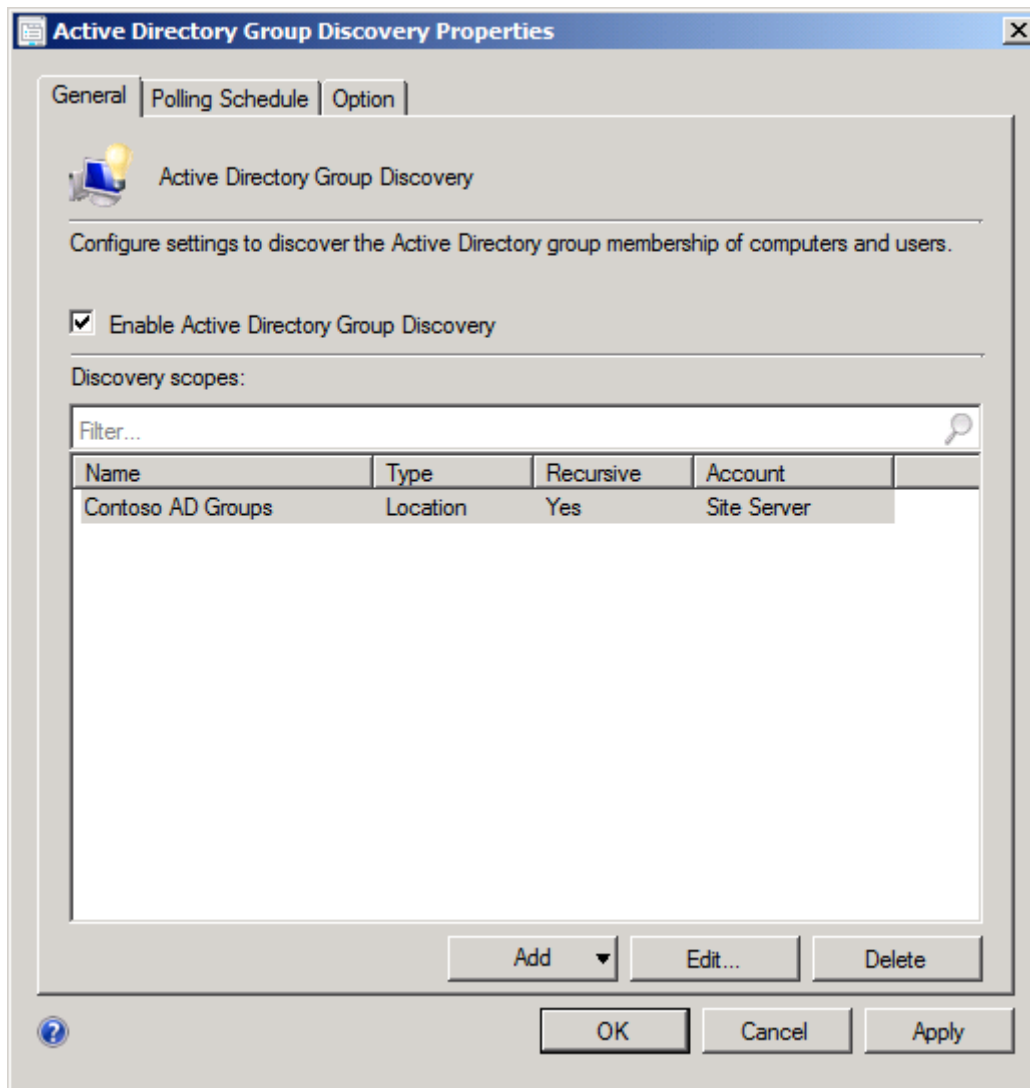 Active Directory Group Discovery Properties
General Polling Schedule Option
Active Directory Group Discovery
Configure settings to discover the Active Directory group membership of computers and users.
Enable Active Directory Group Discovery
Discovery scopes:
Filter...
Name Type Recursive Account
Contoso AD Groups Location Yes Site Server
Add Edit... Delete
OK Cancel Apply